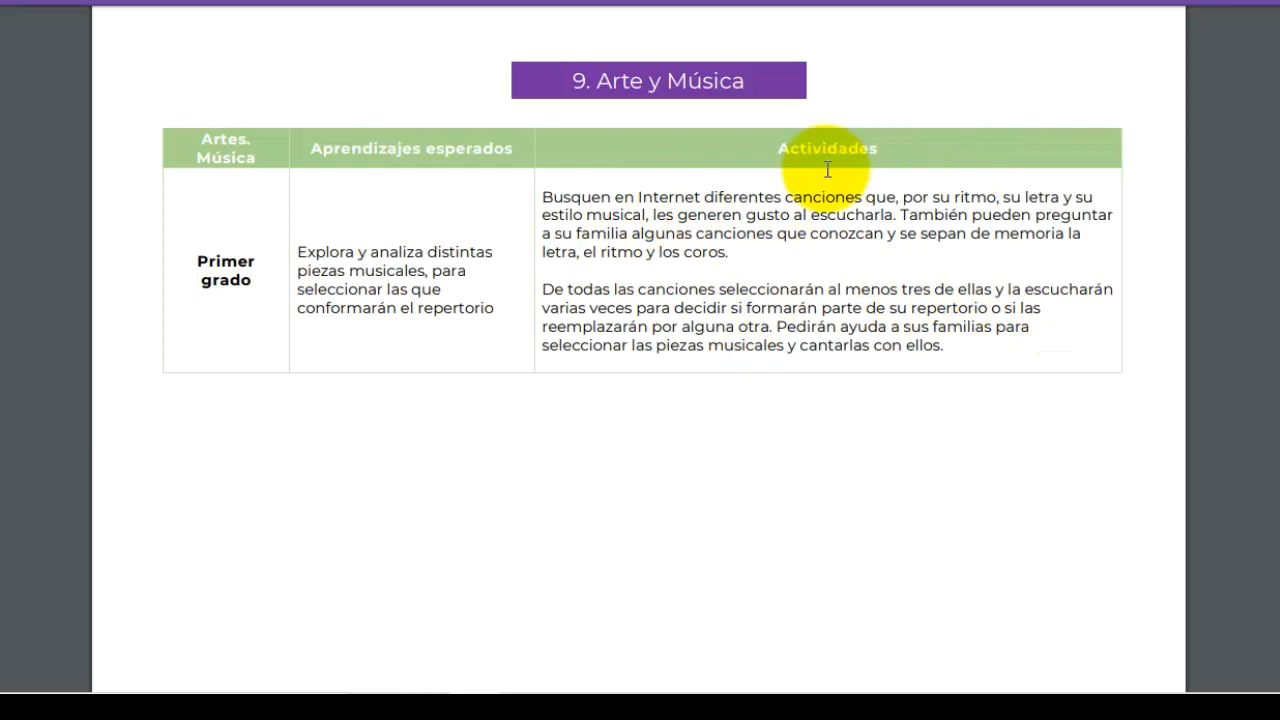 9. Arte y Música
Artes.
Música
Aprendizajes esperados
Actividades
Primer
grado
Explora y analiza distintas
piezas musicales, para
seleccionar las que
conformarán el repertorio
Busquen en Internet diferentes canciones que, por su ritmo, su letra y su
estilo musical, les generen gusto al escucharla. También pueden preguntar
a su familia algunas canciones que conozcan y se sepan de memoria la
letra, el ritmo y los coros.
De todas las canciones seleccionarán al menos tres de ellas y la escucharán
varias veces para decidir si formarán parte de su repertorio o si las
reemplazarán por alguna otra. Pedirán ayuda a sus familias para
seleccionar las piezas musicales y cantarlas con ellos.